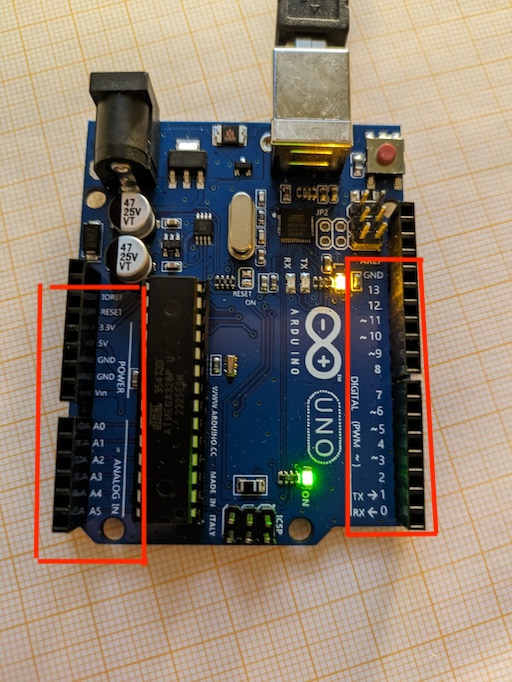 47
25V
VT
47
25V
VT
JP2
RX
TX
RESET
ON
AREF
GND
13
12
~11
~10
~9
8
7
~6
~5
4
~3
2
TX→1
RX←0
DIGITAL (PWM ~)
ARDUINO
UNO
IOREF
RESET
3.3V
5V
GND
GND
Vin
POWER
A0
A1
A2
A3
A4
A5
ANALOG IN
WWW.ARDUINO.CC
MADE IN ITALY
ICSP
ON